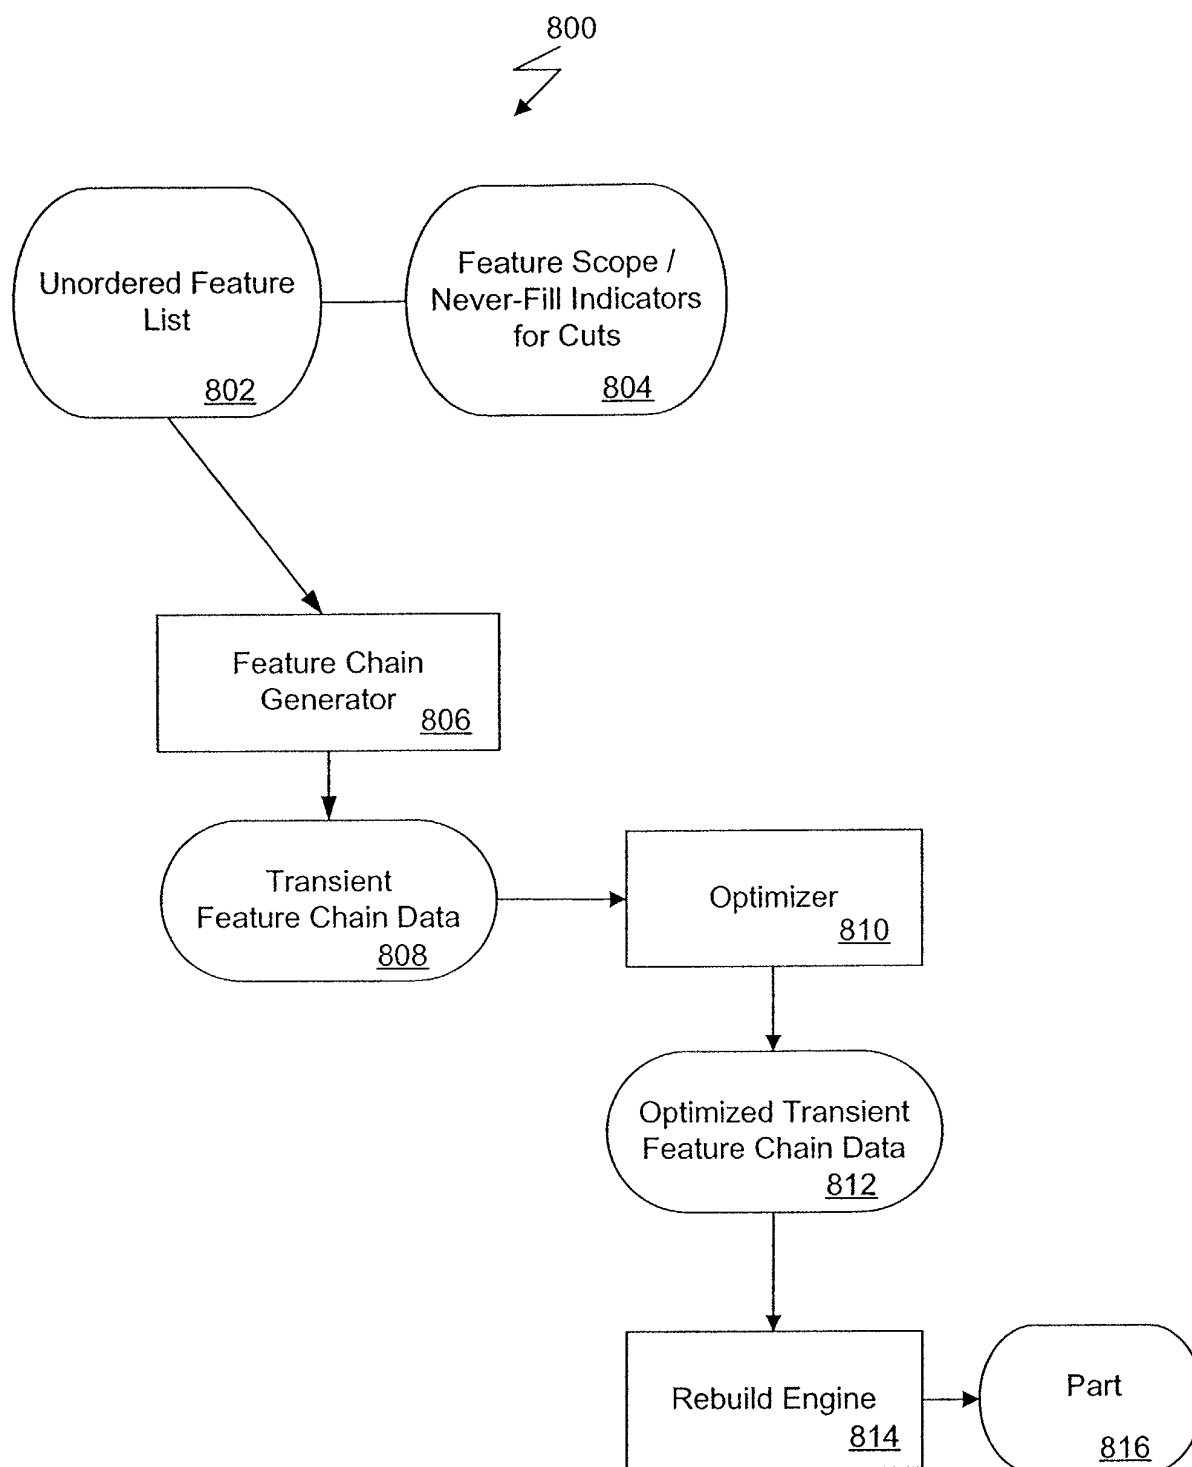 800
Unordered Feature
List
802
Feature Scope /
Never-Fill Indicators
for Cuts
804
Feature Chain
Generator
806
Transient
Feature Chain Data
808
Optimizer
810
Optimized Transient
Feature Chain Data
812
Rebuild Engine
814
Part
816